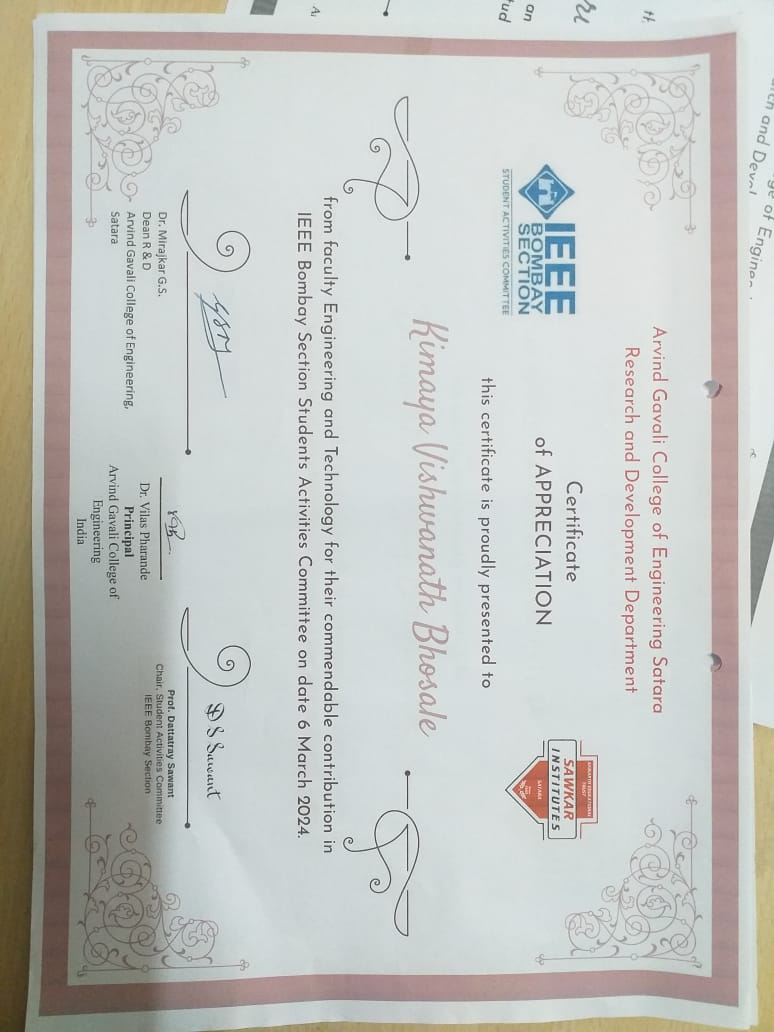 Arvind Gavali College of Engineering Satara
Research and Development Department
IEEE
BOMBAY
SECTION
STUDENT ACTIVITIES COMMITTEE
SAWKAR
INSTITUTES
SATARA
Certificate
of APPRECIATION
this certificate is proudly presented to
Kimaya Vishwanath Bhosale
from faculty Engineering and Technology for their commendable contribution in
IEEE Bombay Section Students Activities Committee on date 6 March 2024.
D S Sawant
Dr. Mirajkar G.S.
Dean R & D
Arvind Gavali College of Engineering,
Satara
Dr. Vilas Pharande
Principal
Arvind Gavali College of
Engineering
India
Prof. Dattatray Sawant
Chair, Student Activities Committee
IEEE Bombay Section